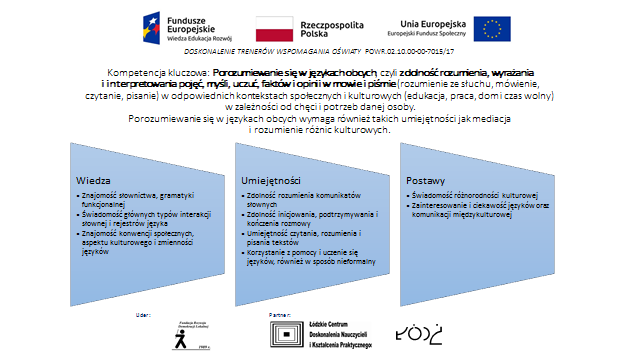 Fundusze
Europejskie
Wiedza Edukacja Rozwój
Rzeczpospolita
Polska
Unia Europejska
Europejski Fundusz Społeczny
DOSKONALENIE TRENERÓW WSPOMAGANIA OŚWIATY POWR.02.10.00-00-7015/17
Kompetencja kluczowa: Porozumiewanie się w językach obcych, czyli zdolność rozumienia, wyrażania
i interpretowania pojęć, myśli, uczuć, faktów i opinii w mowie i piśmie (rozumienie ze słuchu, mówienie,
czytanie, pisanie) w odpowiednich kontekstach społecznych i kulturowych (edukacja, praca, dom i czas wolny)
w zależności od chęci i potrzeb danej osoby.
Porozumiewanie się w językach obcych wymaga również takich umiejętności jak mediacja
i rozumienie różnic kulturowych.
Wiedza
• Znajomość słownictwa, gramatyki
funkcjonalnej
• Świadomość głównych typów interakcji
słownej i rejestrów języka
• Znajomość konwencji społecznych,
aspektu kulturowego i zmienności
języków
Umiejętności
• Zdolność rozumienia komunikatów
słownych
• Zdolność inicjowania, podtrzymywania i
kończenia rozmowy
• Umiejętność czytania, rozumienia i
pisania tekstów
• Korzystanie z pomocy i uczenie się
języków, również w sposób nieformalny
Postawy
• Świadomość różnorodności kulturowej
• Zainteresowanie i ciekawość języków oraz
komunikacji międzykulturowej
Lider:
Partner:
Fundacja Rozwoju
Demokracji Lokalnej
Łódzkie Centrum
Doskonalenia Nauczycieli
i Kształcenia Praktycznego